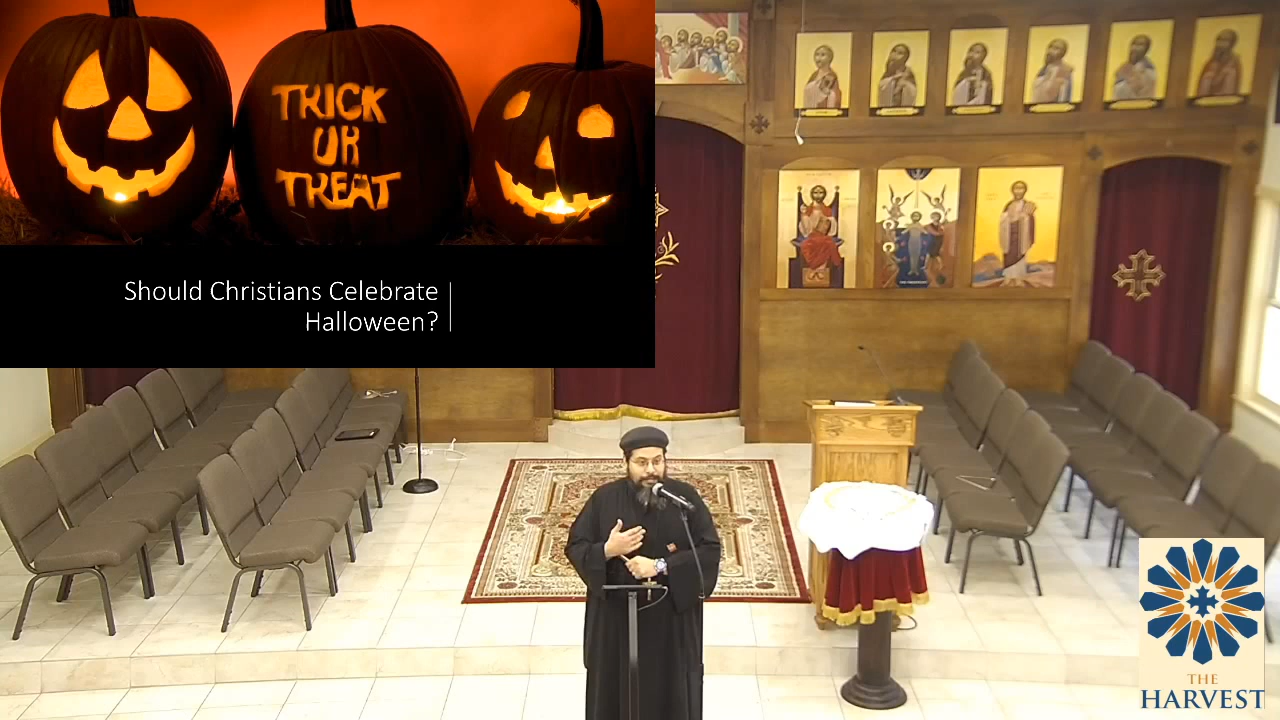 TRICK
OR
TREAT
Should Christians Celebrate
Halloween?
THE
HARVEST